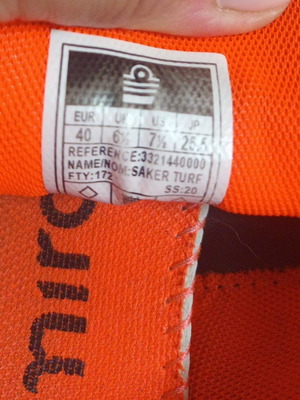 EUR UK US JP
40 6½ 7½ 25.5
REFERENCE:3321440000
NAME/NOM:SAKER TURF
FTY:172 SS:20
miro